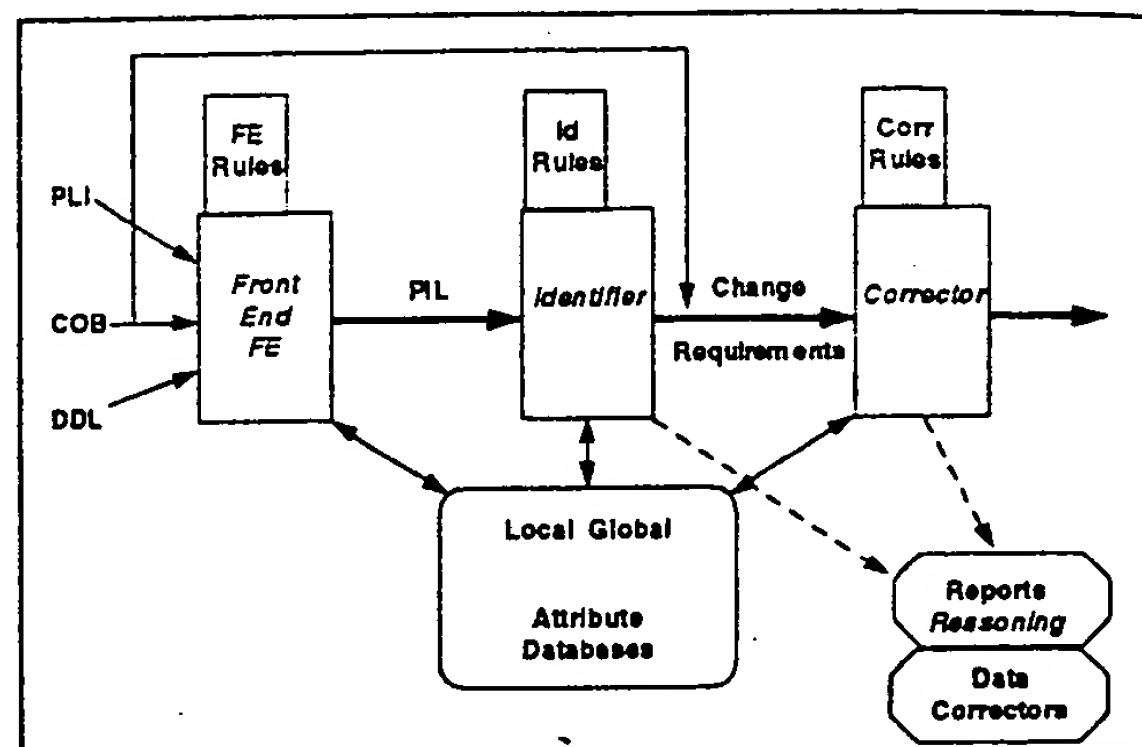 FE
Rules
Id
Rules
Corr
Rules
PLI
COB
DDL
Front
End
FE
PIL
Identifier
Change
Requirements
Corrector
Local Global
Attribute
Databases
Reports
Reasoning
Data
Correctors